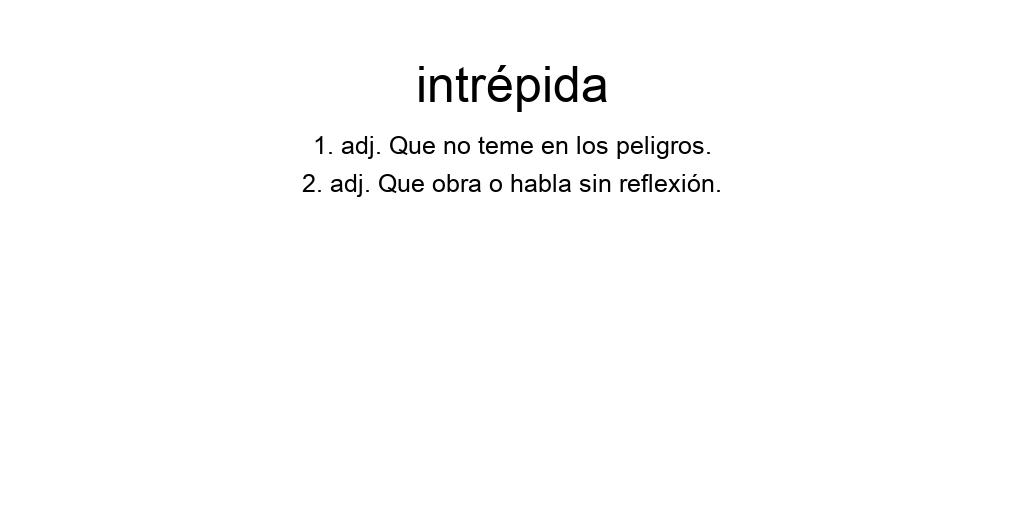 intrépida
1. adj. Que no teme en los peligros.
2. adj. Que obra o habla sin reflexión.